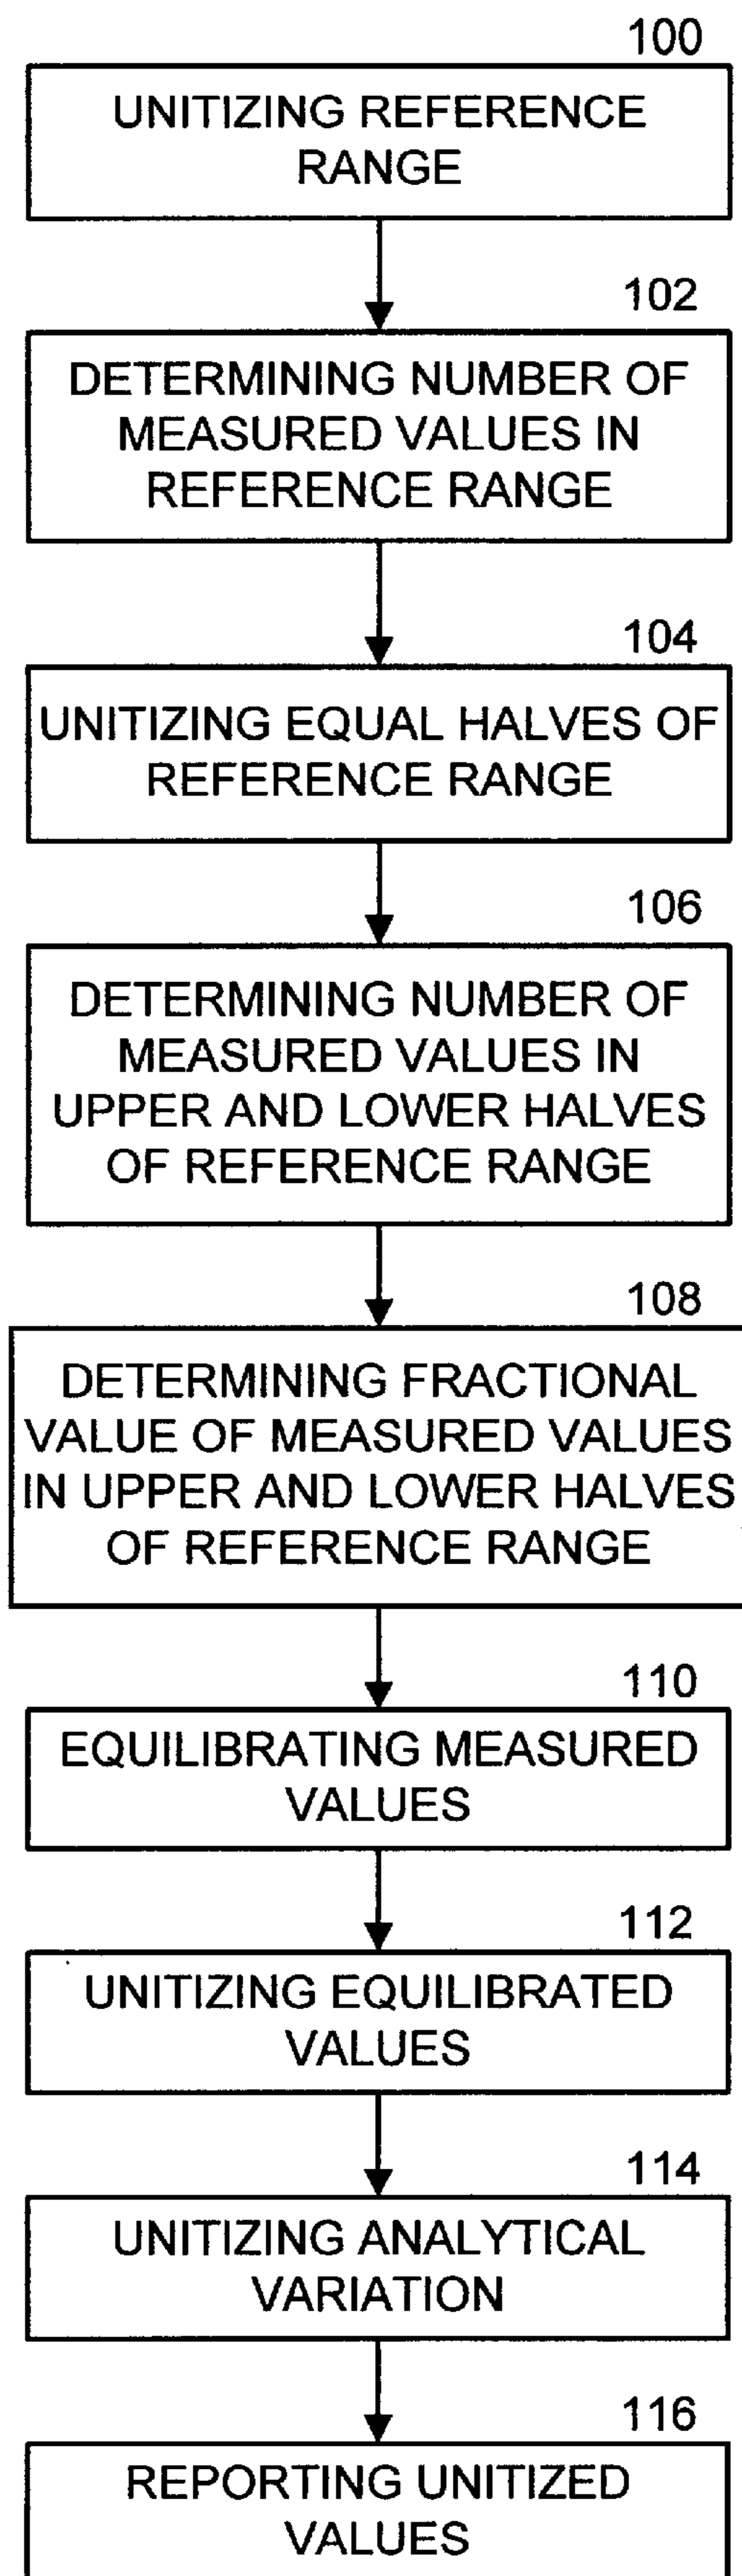 100
UNITIZING REFERENCE
RANGE
102
DETERMINING NUMBER OF
MEASURED VALUES IN
REFERENCE RANGE
104
UNITIZING EQUAL HALVES OF
REFERENCE RANGE
106
DETERMINING NUMBER OF
MEASURED VALUES IN
UPPER AND LOWER HALVES
OF REFERENCE RANGE
108
DETERMINING FRACTIONAL
VALUE OF MEASURED VALUES
IN UPPER AND LOWER HALVES
OF REFERENCE RANGE
110
EQUILIBRATING MEASURED
VALUES
112
UNITIZING EQUILIBRATED
VALUES
114
UNITIZING ANALYTICAL
VARIATION
116
REPORTING UNITIZED
VALUES